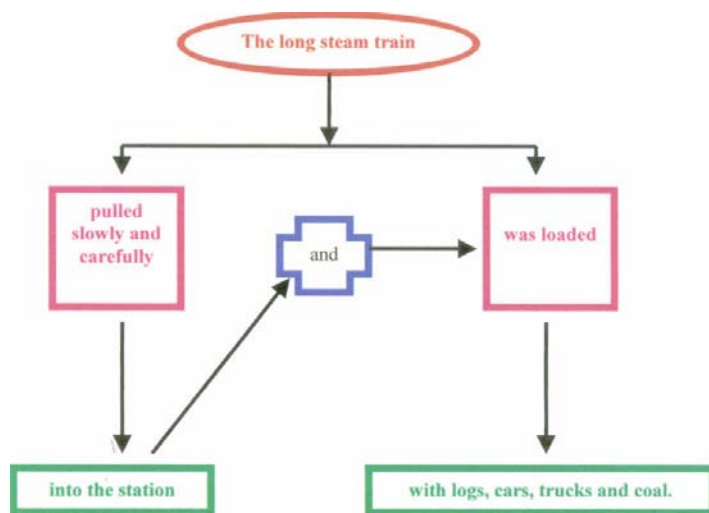 The long steam train
pulled
slowly and
carefully
and
was loaded
into the station
with logs, cars, trucks and coal.